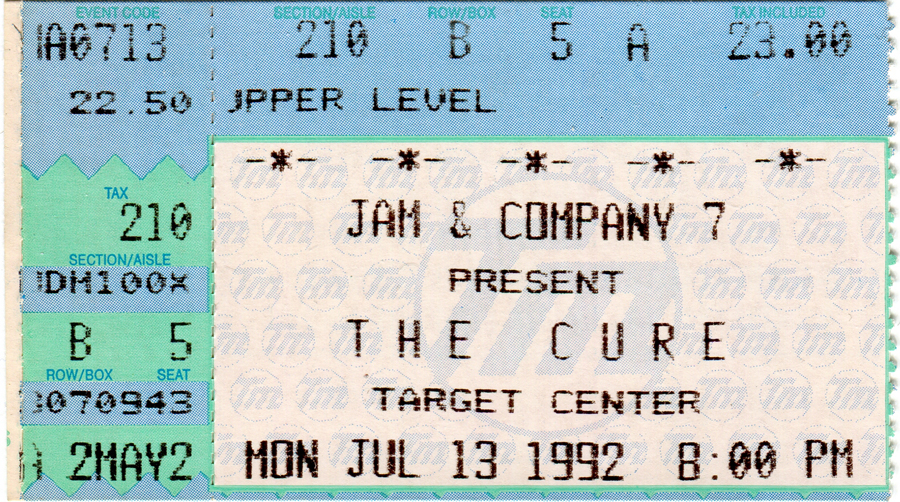 EVENT CODE SECTION/AISLE ROW/BOX SEAT TAX INCLUDED
A0713 210 B 5 A 23.00
22.50 UPPER LEVEL
-*- -*- -*- -*- -*-
TAX
210 JAM & COMPANY 7
SECTION/AISLE
DM100X PRESENT
B 5 THE CURE
ROW/BOX SEAT
070943 TARGET CENTER
2MAY2 MON JUL 13 1992 8:00 PM